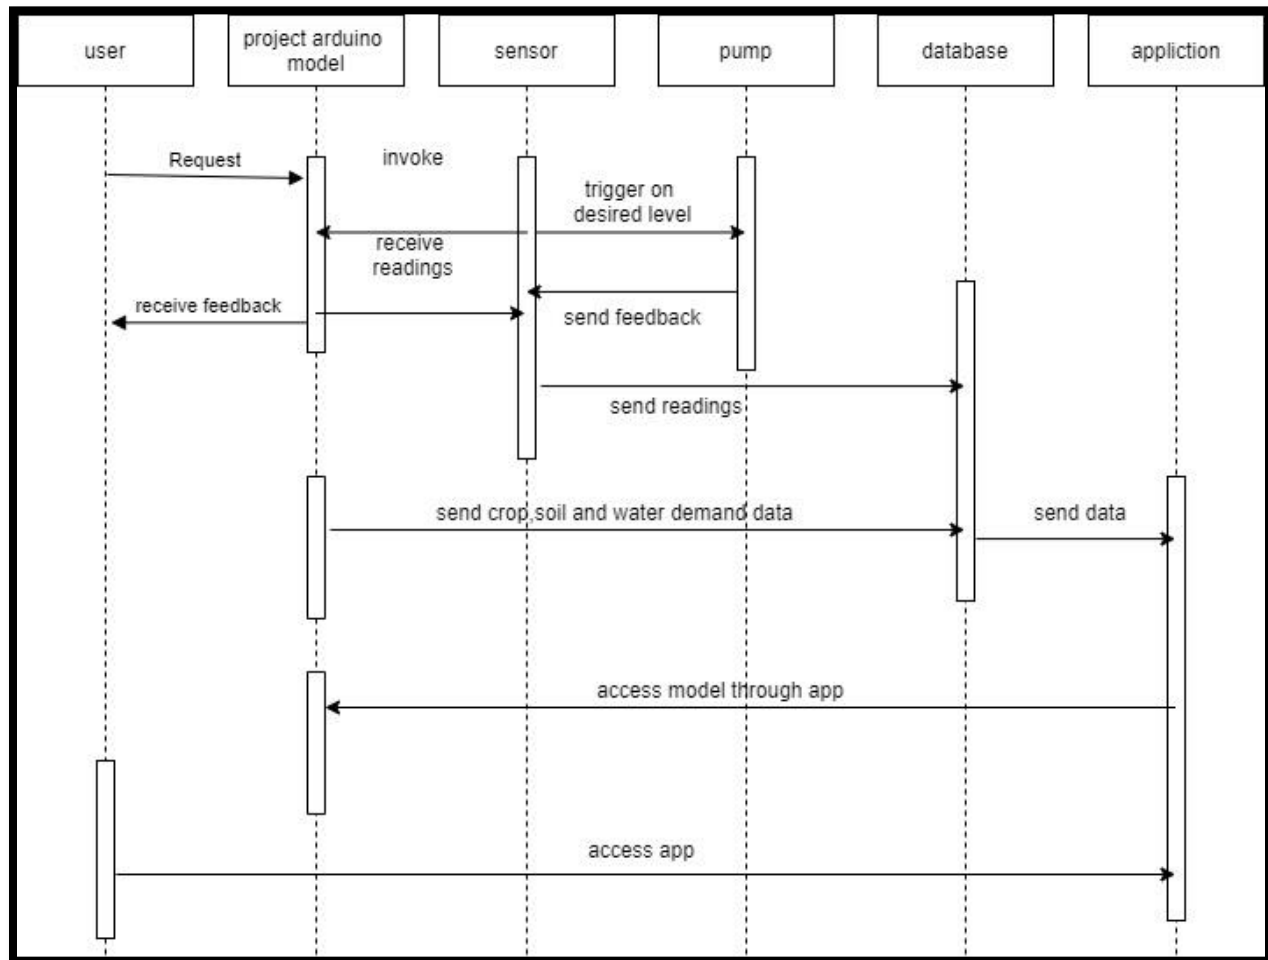 user
project arduino
model
sensor
pump
database
appliction
Request
invoke
trigger on
desired level
receive
readings
receive feedback
send feedback
send readings
send crop,soil and water demand data
send data
access model through app
access app